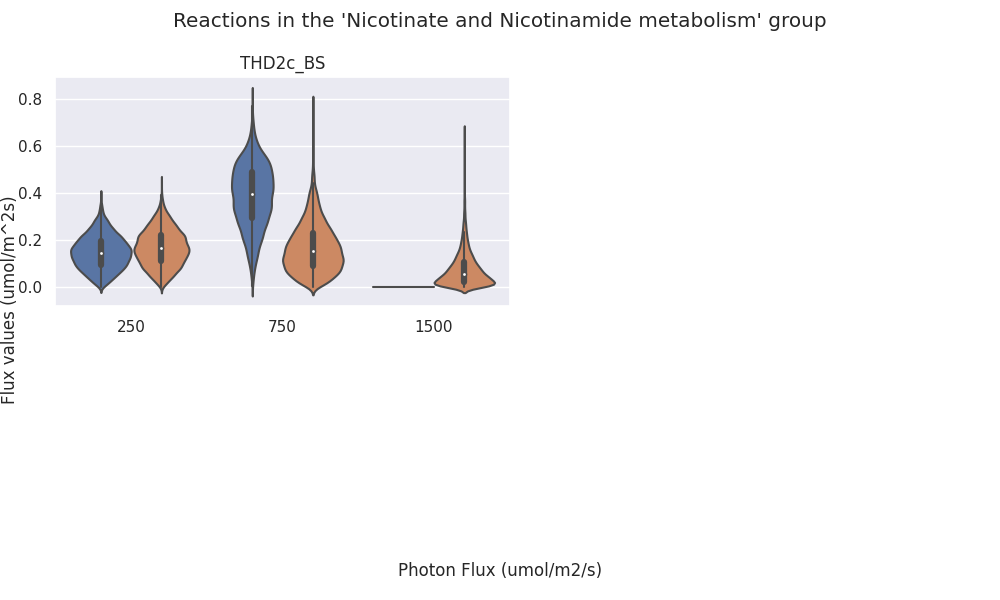 Reactions in the 'Nicotinate and Nicotinamide metabolism' group
THD2c_BS
0.8
0.6
0.4
0.2
0.0
Flux values (umol/m^2s)
250
750
1500
Photon Flux (umol/m2/s)